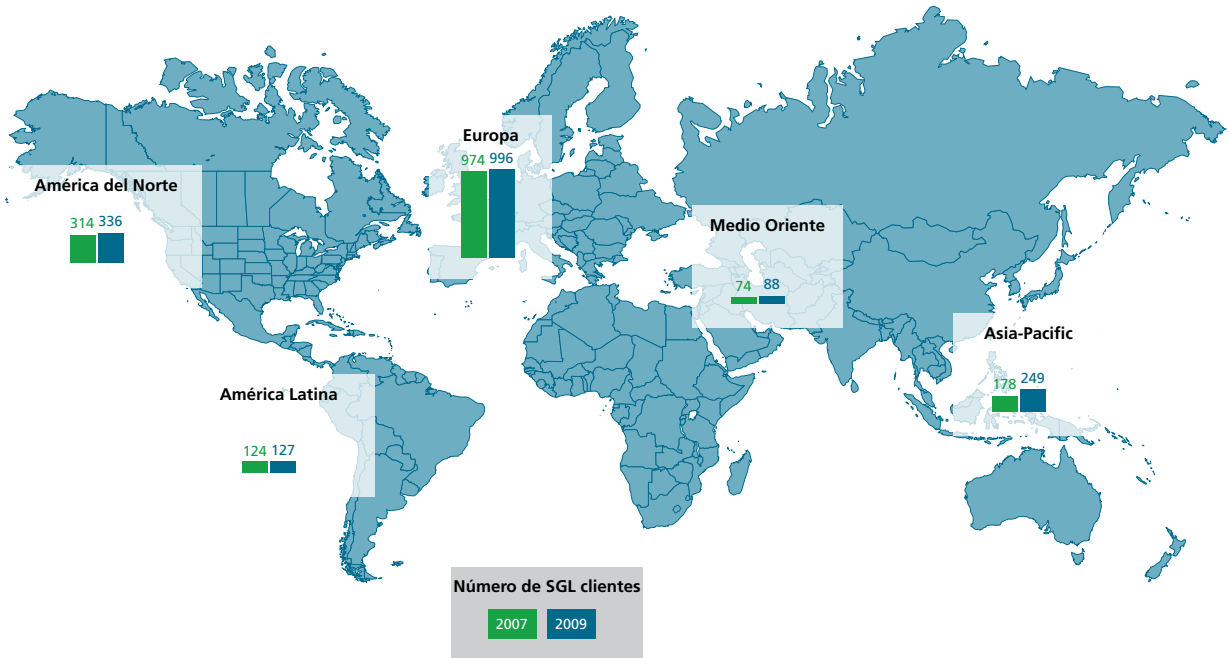 Europa
974 996
América del Norte
314 336
Medio Oriente
74 88
Asia-Pacific
178 249
América Latina
124 127
Número de SGL clientes
2007 2009